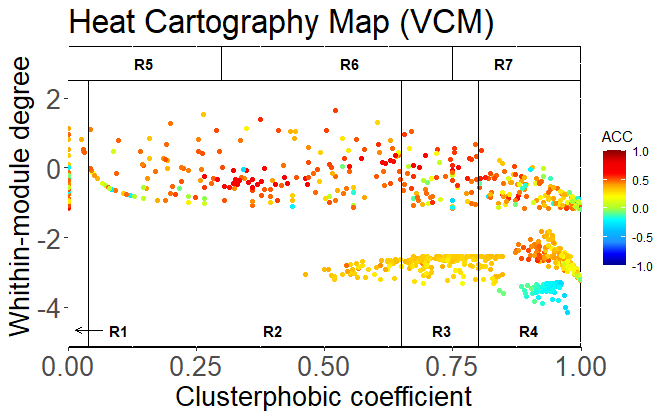 Heat Cartography Map (VCM)
R5 R6 R7
Whithin-module degree
2
0
-2
-4
R1 R2 R3 R4
0.00 0.25 0.50 0.75 1.00
Clusterphobic coefficient
ACC
1.0
0.5
0.0
-0.5
-1.0